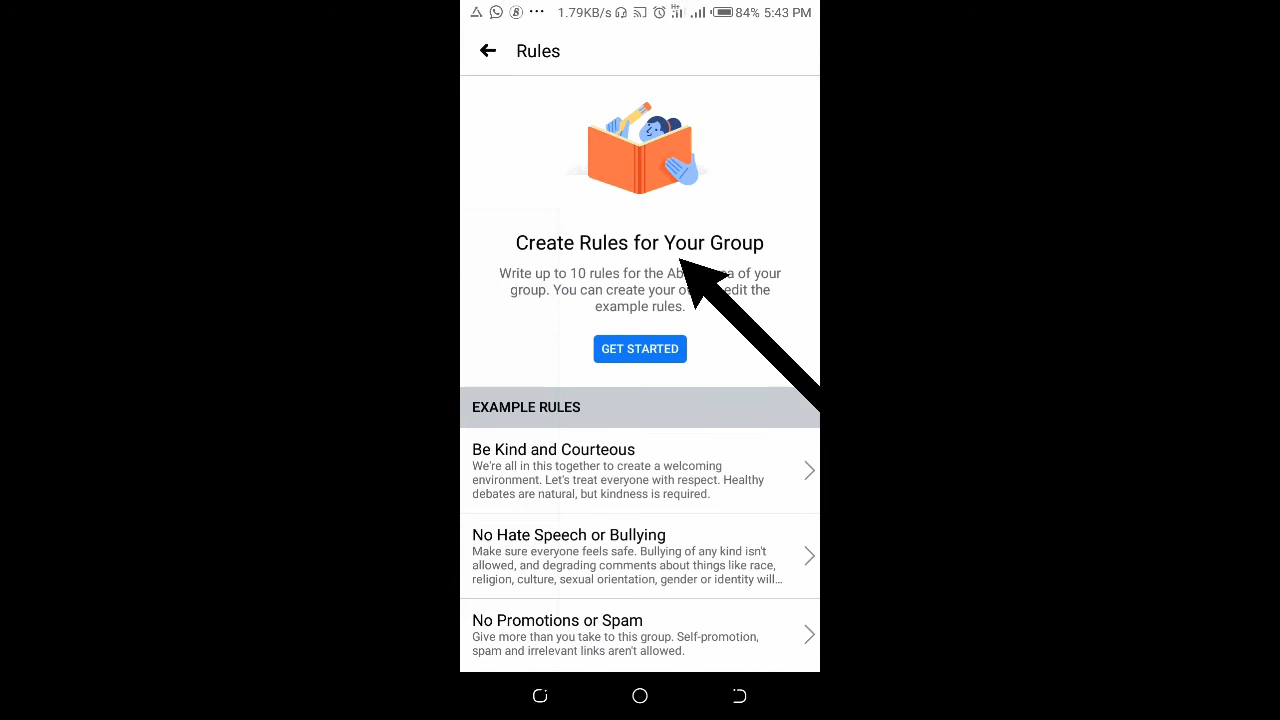 1.79KB/s H+ 84% 5:43 PM
Rules
Create Rules for Your Group
Write up to 10 rules for the Ab a of your
group. You can create your o edit the
example rules.
GET STARTED
EXAMPLE RULES
Be Kind and Courteous
We're all in this together to create a welcoming
environment. Let's treat everyone with respect. Healthy
debates are natural, but kindness is required.
No Hate Speech or Bullying
Make sure everyone feels safe. Bullying of any kind isn't
allowed, and degrading comments about things like race,
religion, culture, sexual orientation, gender or identity will...
No Promotions or Spam
Give more than you take to this group. Self-promotion,
spam and irrelevant links aren't allowed.